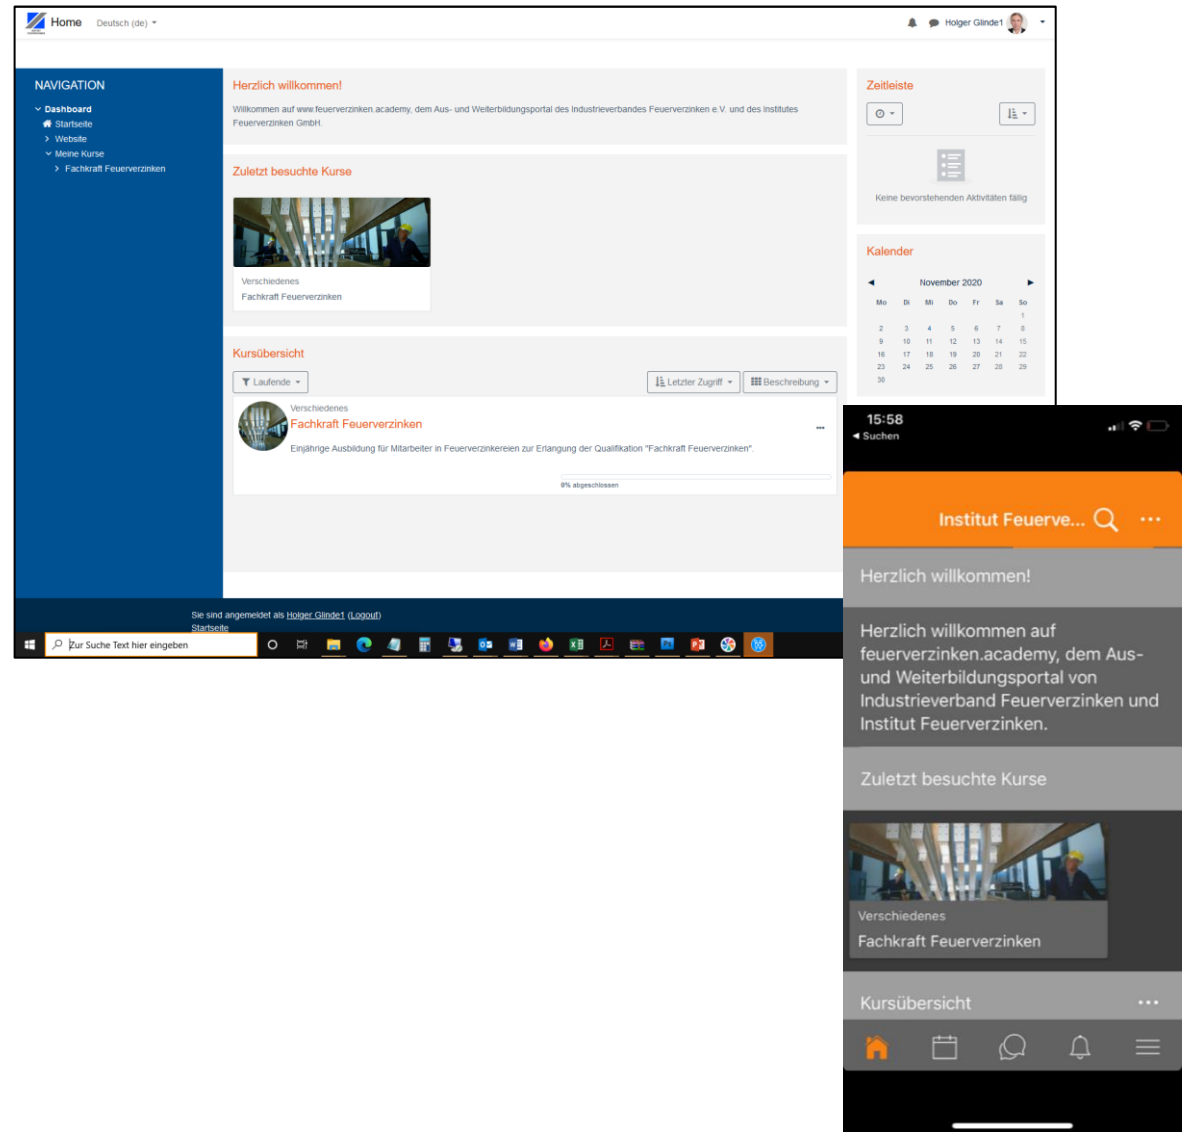 Home Deutsch (de)
Holger Glinde1
NAVIGATION
Dashboard
Startseite
Website
Meine Kurse
Fachkraft Feuerverzinken
Herzlich willkommen!
Willkommen auf www.feuerverzinken.academy, dem Aus- und Weiterbildungsportal des Industrieverbandes Feuerverzinken e.V. und des Institutes
Feuerverzinken GmbH.
Zuletzt besuchte Kurse
Verschiedenes
Fachkraft Feuerverzinken
Kursübersicht
Laufende
Letzter Zugriff
Beschreibung
Verschiedenes
Fachkraft Feuerverzinken
...
Einjährige Ausbildung für Mitarbeiter in Feuerverzinkereien zur Erlangung der Qualifikation "Fachkraft Feuerverzinken".
0% abgeschlossen
Zeitleiste
Keine bevorstehenden Aktivitäten fällig
Kalender
November 2020
Mo Di Mi Do Fr Sa So
1
2 3 4 5 6 7 8
9 10 11 12 13 14 15
16 17 18 19 20 21 22
23 24 25 26 27 28 29
30
Sie sind angemeldet als Holger Glinde1 (Logout)
Startseite
Zur Suche Text hier eingeben
15:58
Suchen
Institut Feuerve...
Herzlich willkommen!
Herzlich willkommen auf
feuerverzinken.academy, dem Aus-
und Weiterbildungsportal von
Industrieverband Feuerverzinken und
Institut Feuerverzinken.
Zuletzt besuchte Kurse
Verschiedenes
Fachkraft Feuerverzinken
Kursübersicht